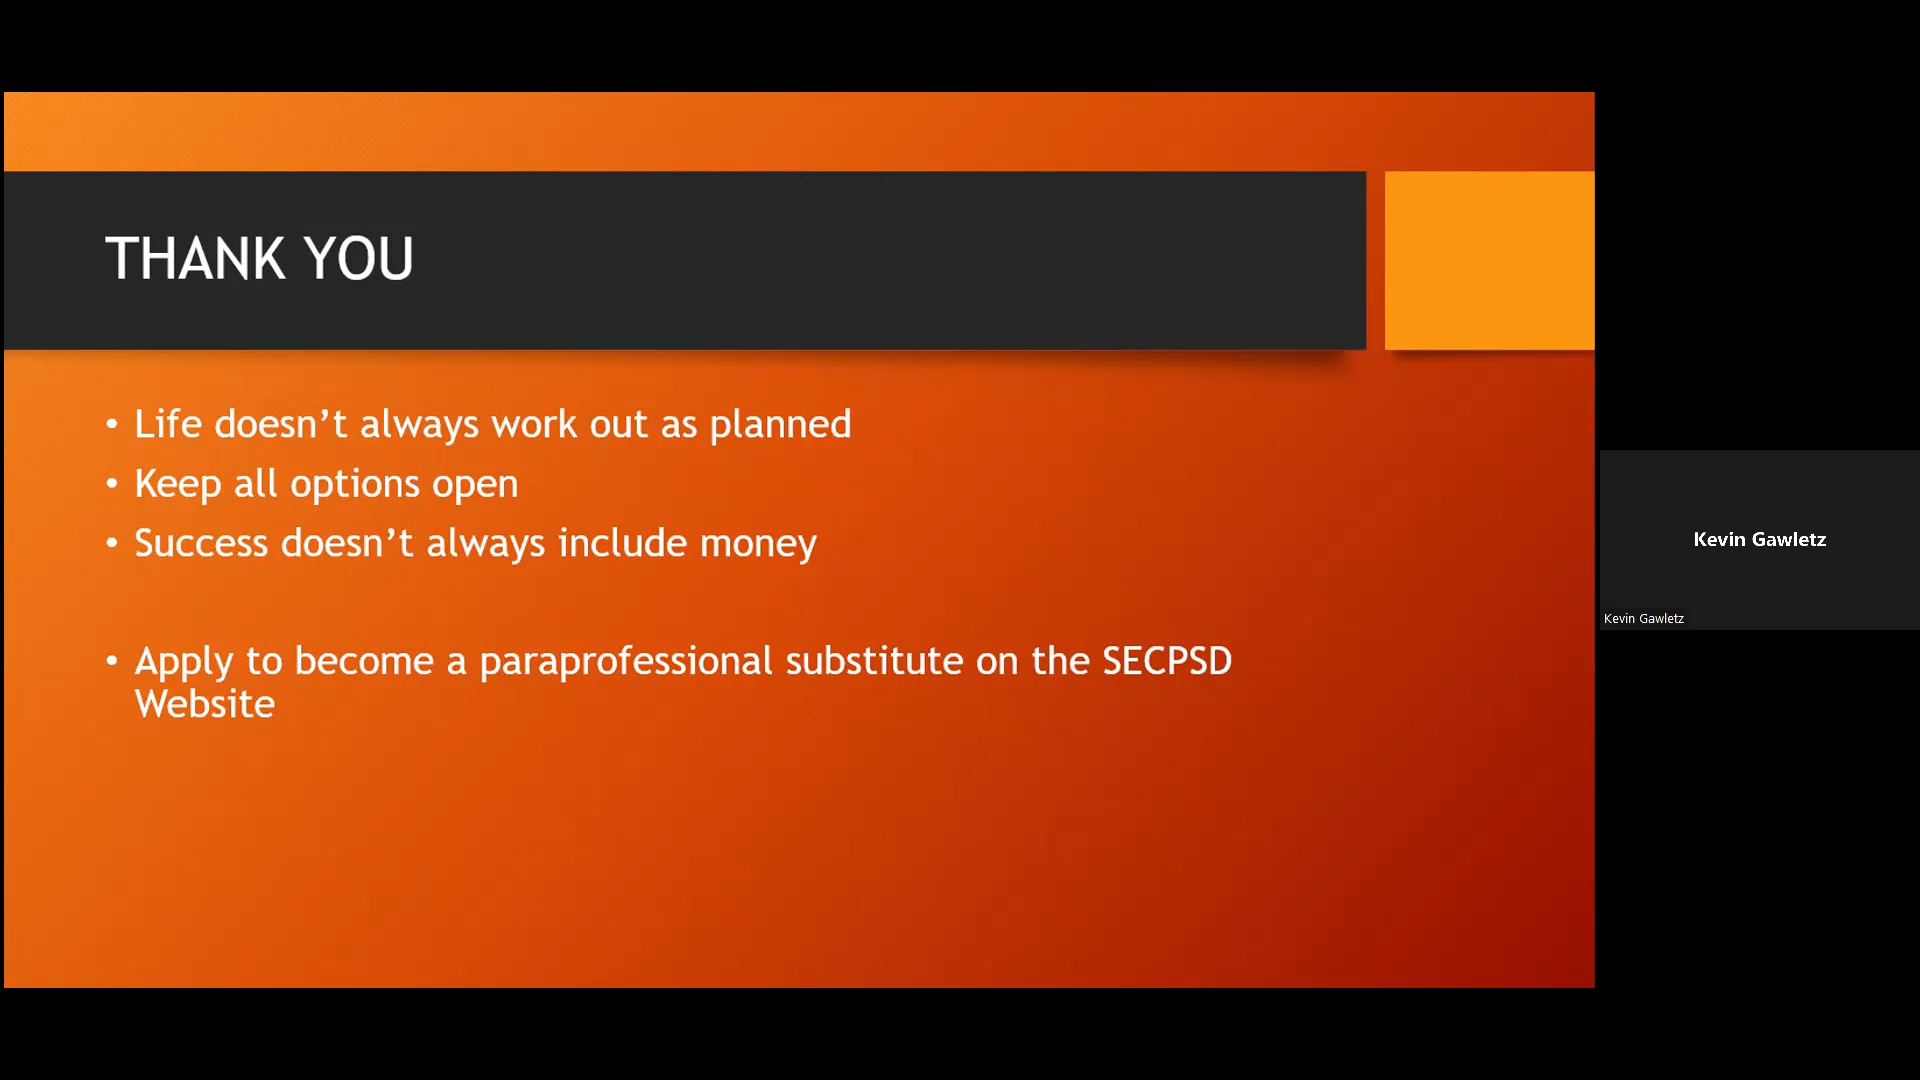 THANK YOU
• Life doesn’t always work out as planned
• Keep all options open
• Success doesn’t always include money
• Apply to become a paraprofessional substitute on the SECPSD
Website
Kevin Gawletz
Kevin Gawletz